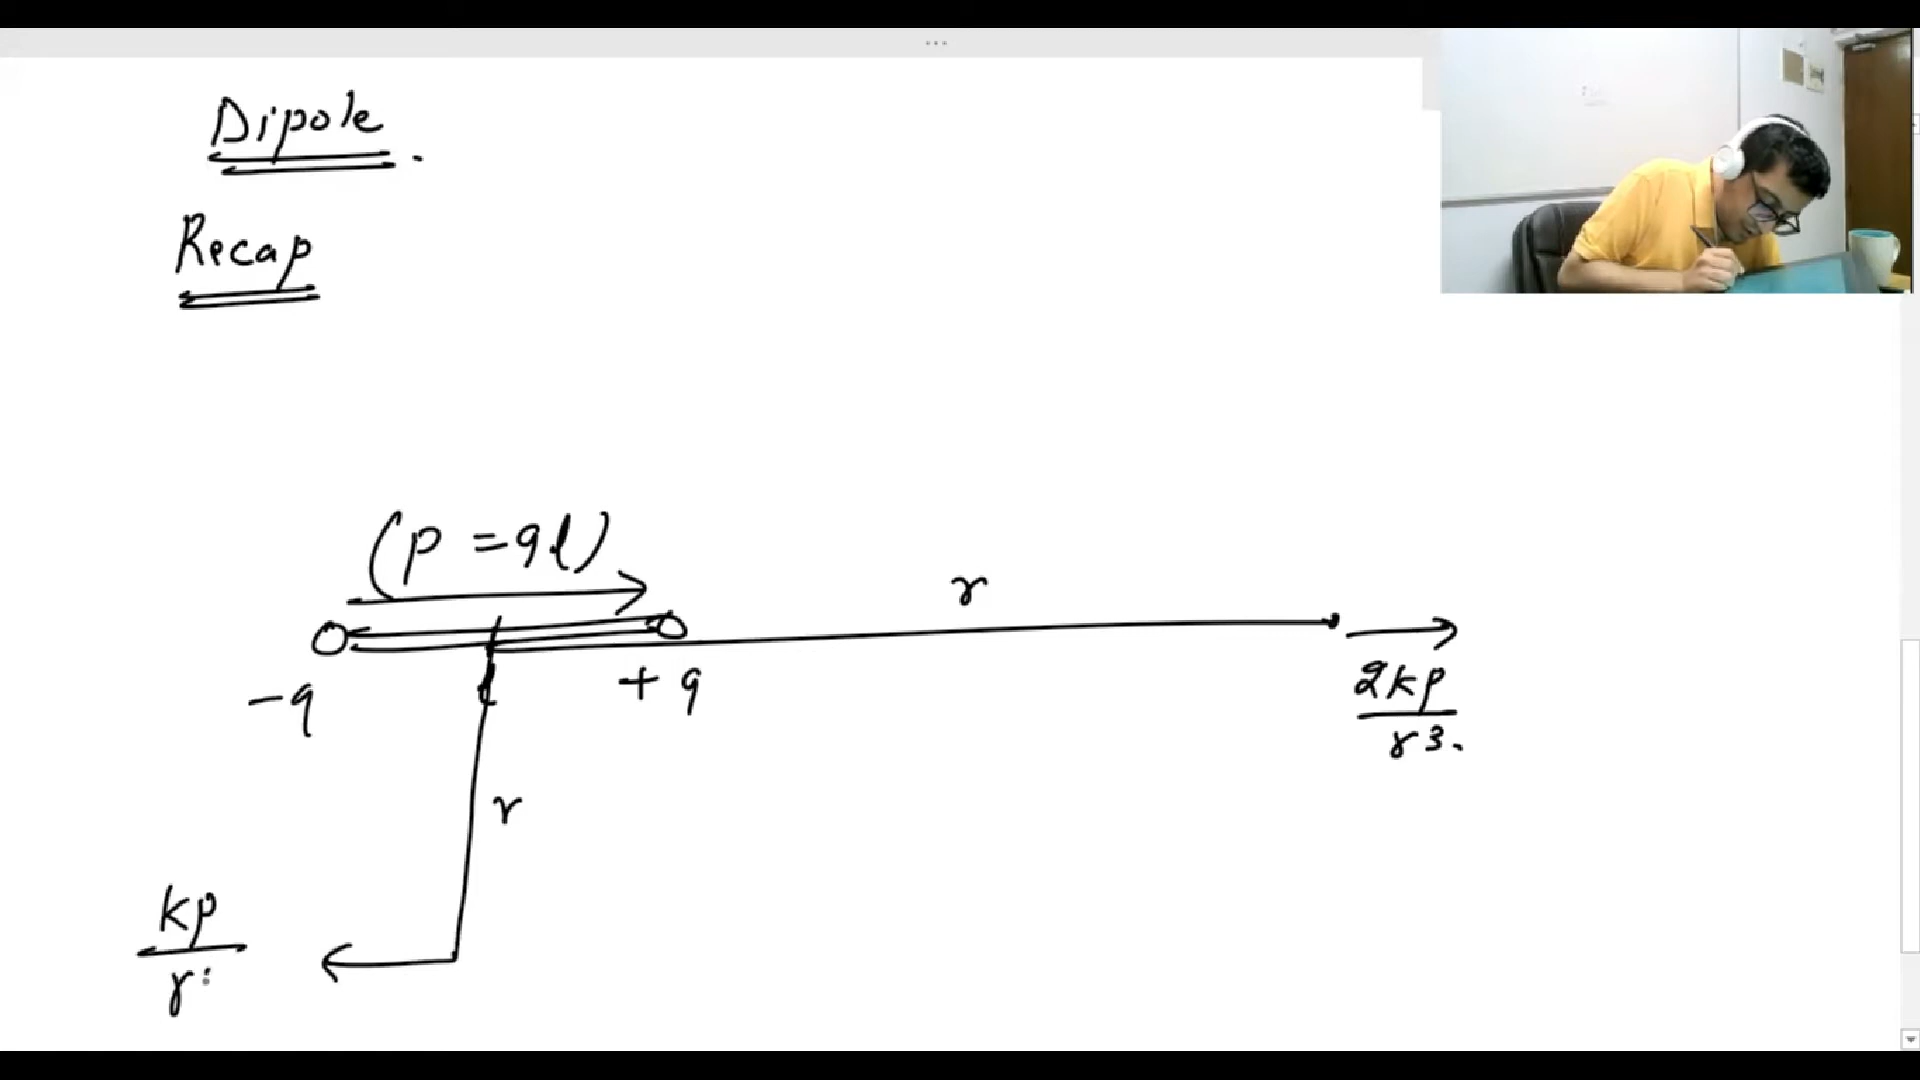 Dipole.
Recap
(p = ql)
r
-q
l
+q
2kp
r3.
r
kp
r